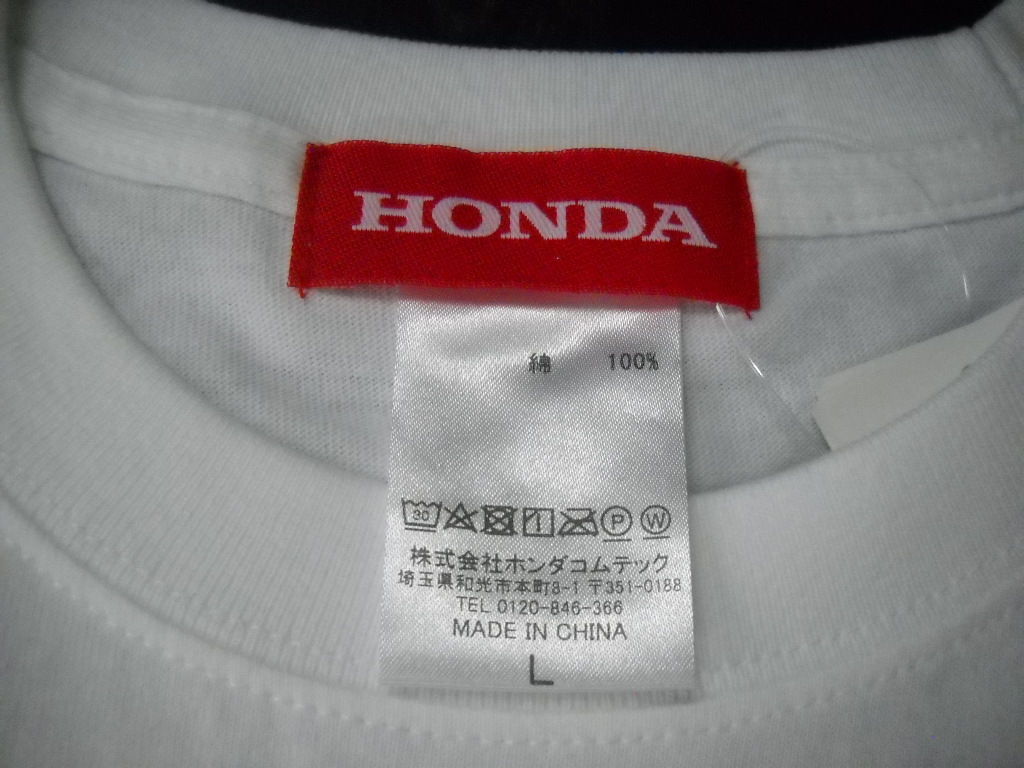 HONDA
綿 100%
30 P W
株式会社ホンダコムテック
埼玉県和光市本町8-1 〒351-0188
TEL 0120-846-366
MADE IN CHINA
L